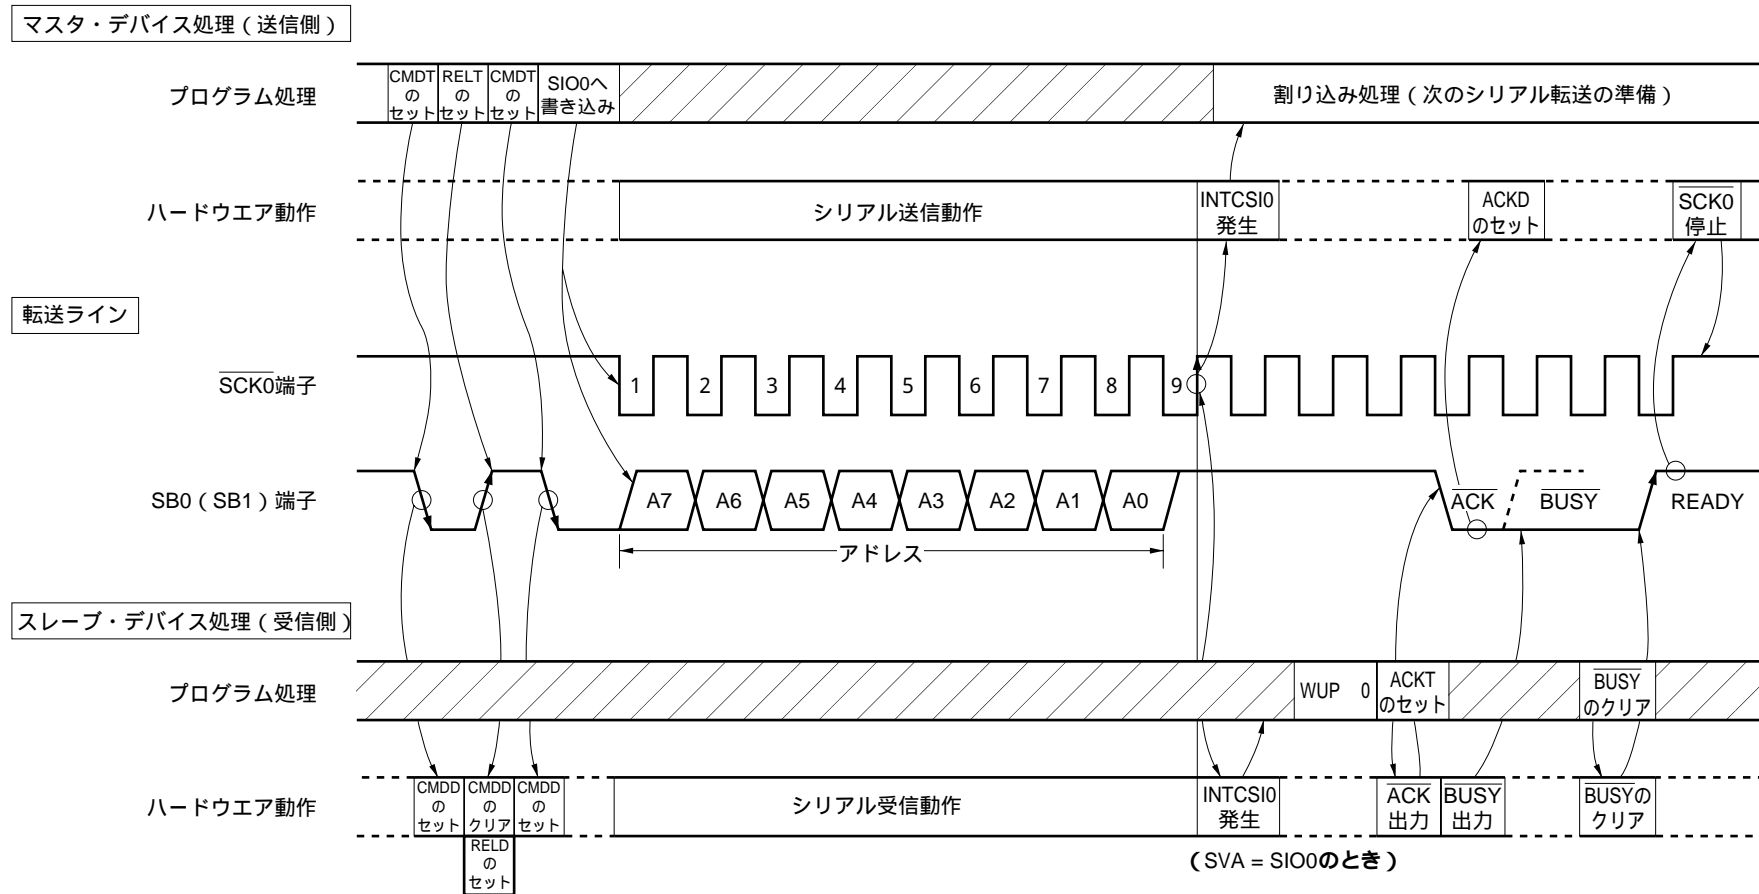 マスタ・デバイス処理(送信側)
プログラム処理
CMDT
の
セット
RELT
の
セット
CMDT
の
セット
SIO0へ
書き込み
割り込み処理(次のシリアル転送の準備)
ハードウエア動作
シリアル送信動作
INTCSI0
発生
ACKD
のセット
SCK0
停止
転送ライン
SCK0端子
1 2 3 4 5 6 7 8 9
SB0(SB1)端子
A7 A6 A5 A4 A3 A2 A1 A0
ACK
BUSY
READY
アドレス
スレーブ・デバイス処理(受信側)
プログラム処理
WUP 0
ACKT
のセット
BUSY
のクリア
ハードウエア動作
CMDD
の
セット
CMDD
の
クリア
CMDD
の
セット
RELD
の
セット
シリアル受信動作
INTCSI0
発生
ACK
出力
BUSY
出力
BUSYの
クリア
(SVA = SIO0のとき)